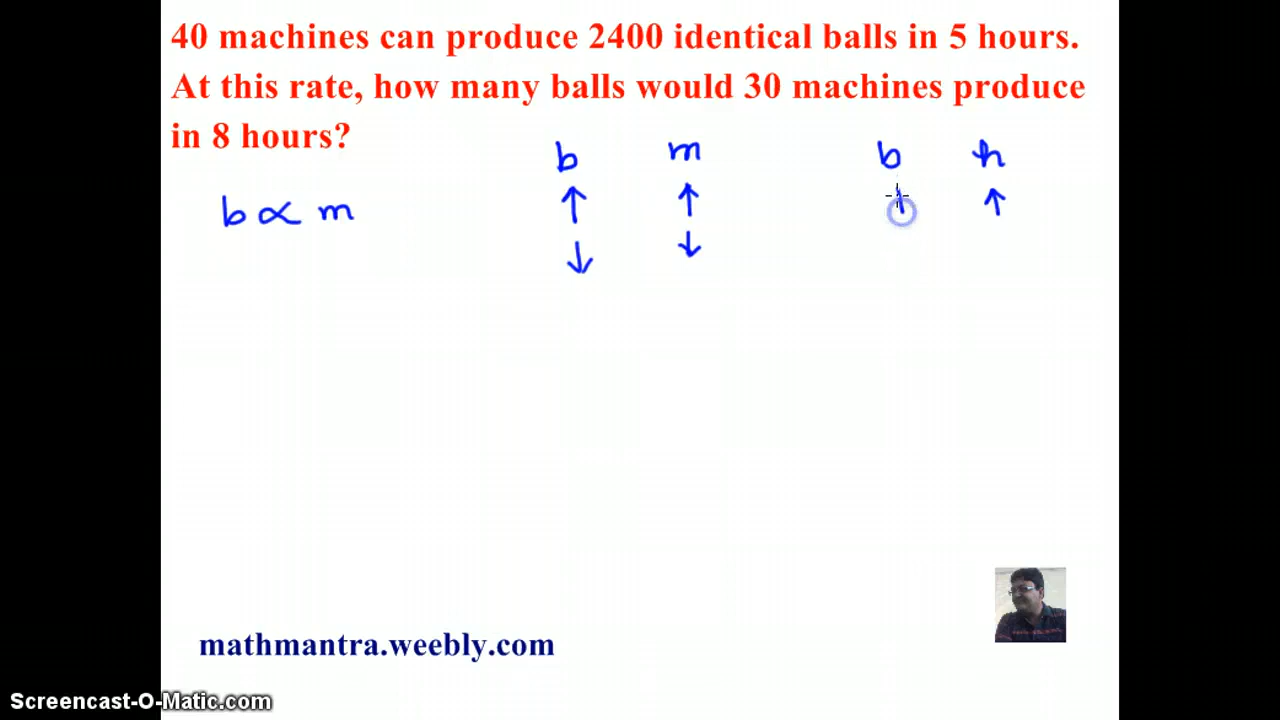 40 machines can produce 2400 identical balls in 5 hours.
At this rate, how many balls would 30 machines produce
in 8 hours?
b m b h
b ∝ m ↑ ↑ ↑
↓ ↓
mathmantra.weebly.com
Screencast-O-Matic.com